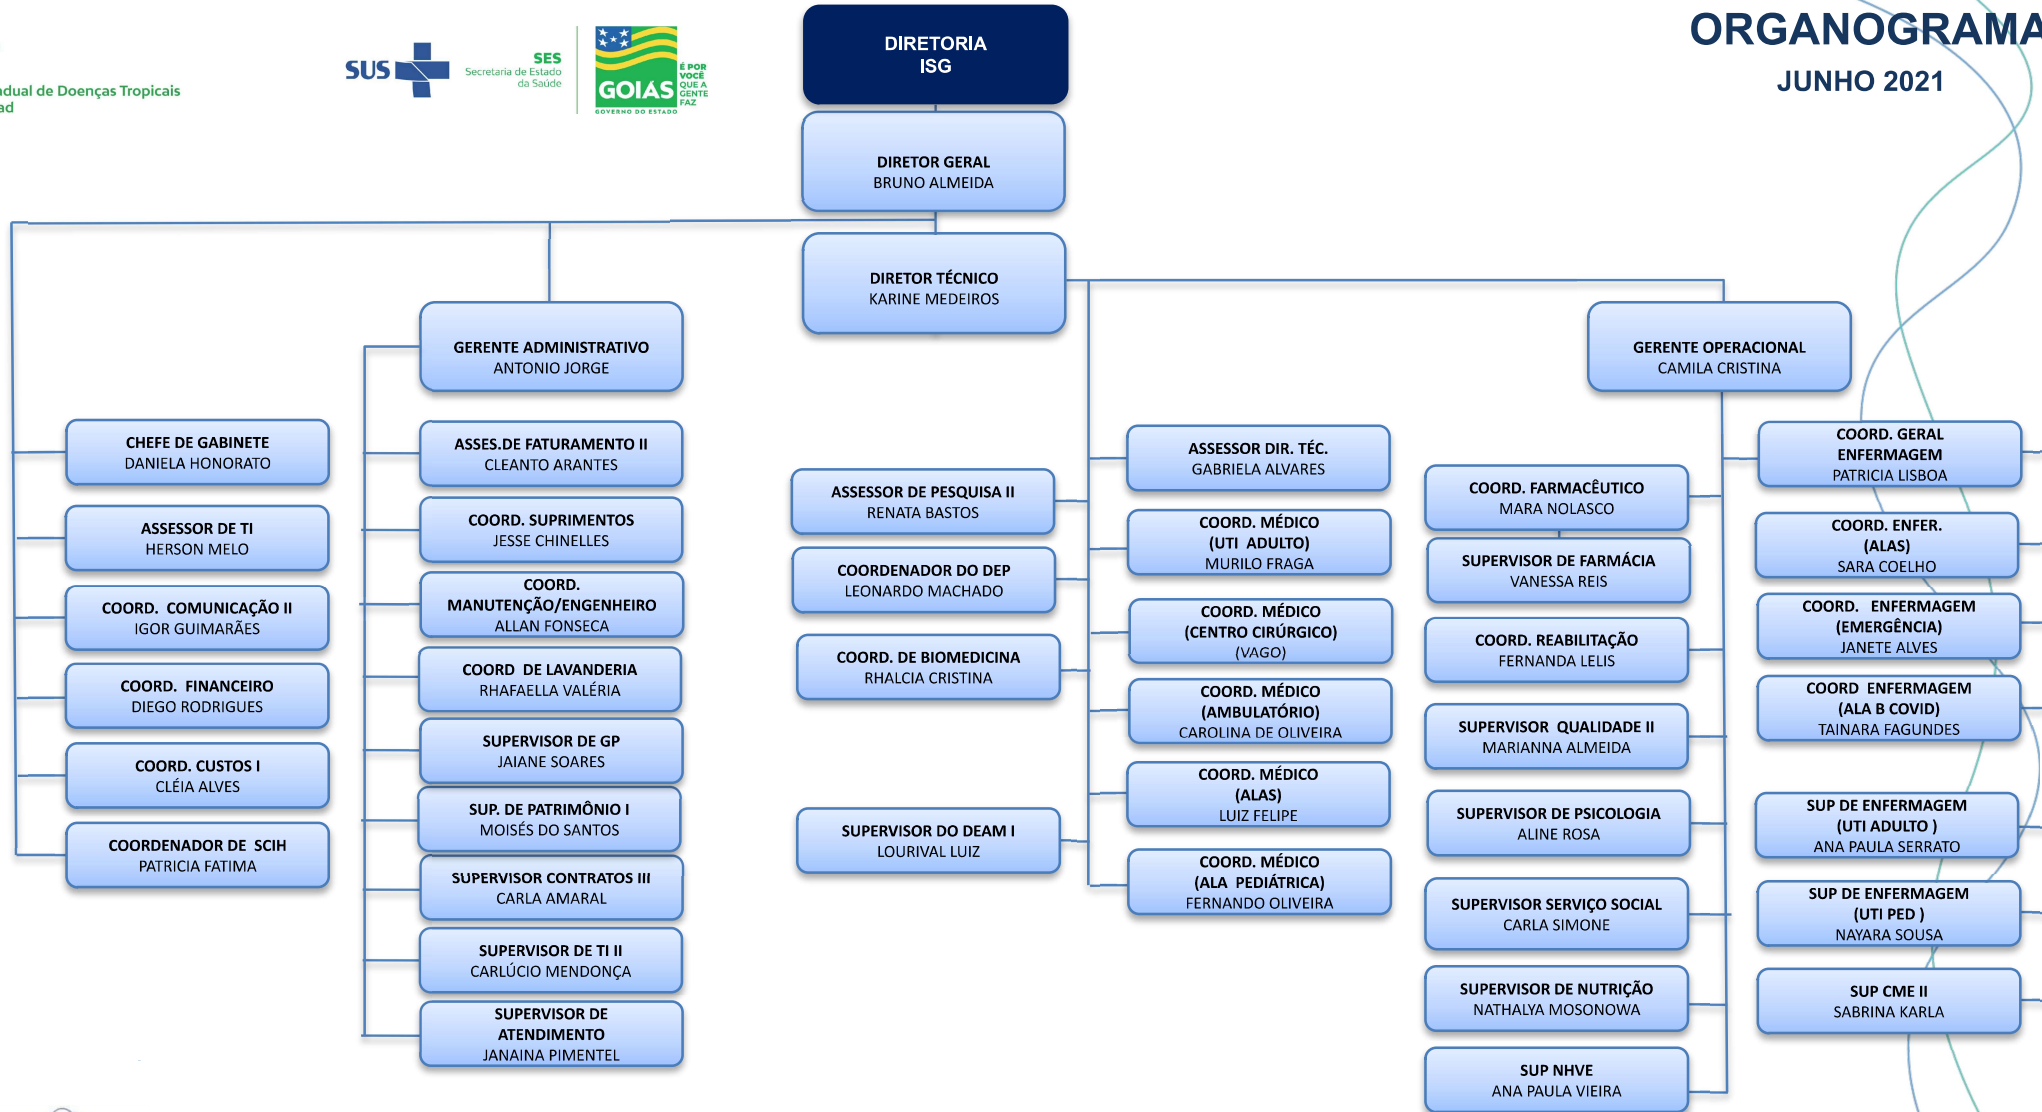 dual de Doenças Tropicais
ad
SUS
SES
Secretaria de Estado
da Saúde
GOIÁS
GOVERNO DO ESTADO
É POR
VOCÊ
QUE A
GENTE
FAZ
ORGANOGRAMA
JUNHO 2021
DIRETORIA
ISG
DIRETOR GERAL
BRUNO ALMEIDA
DIRETOR TÉCNICO
KARINE MEDEIROS
GERENTE ADMINISTRATIVO
ANTONIO JORGE
GERENTE OPERACIONAL
CAMILA CRISTINA
CHEFE DE GABINETE
DANIELA HONORATO
ASSESSOR DE TI
HERSON MELO
COORD. COMUNICAÇÃO II
IGOR GUIMARÃES
COORD. FINANCEIRO
DIEGO RODRIGUES
COORD. CUSTOS I
CLÉIA ALVES
COORDENADOR DE SCIH
PATRICIA FATIMA
ASSES.DE FATURAMENTO II
CLEANTO ARANTES
COORD. SUPRIMENTOS
JESSE CHINELLES
COORD.
MANUTENÇÃO/ENGENHEIRO
ALLAN FONSECA
COORD DE LAVANDERIA
RHAFAELLA VALÉRIA
SUPERVISOR DE GP
JAIANE SOARES
SUP. DE PATRIMÔNIO I
MOISÉS DO SANTOS
SUPERVISOR CONTRATOS III
CARLA AMARAL
SUPERVISOR DE TI II
CARLÚCIO MENDONÇA
SUPERVISOR DE
ATENDIMENTO
JANAINA PIMENTEL
ASSESSOR DE PESQUISA II
RENATA BASTOS
COORDENADOR DO DEP
LEONARDO MACHADO
COORD. DE BIOMEDICINA
RHALCIA CRISTINA
SUPERVISOR DO DEAM I
LOURIVAL LUIZ
ASSESSOR DIR. TÉC.
GABRIELA ALVARES
COORD. MÉDICO
(UTI ADULTO)
MURILO FRAGA
COORD. MÉDICO
(CENTRO CIRÚRGICO)
(VAGO)
COORD. MÉDICO
(AMBULATÓRIO)
CAROLINA DE OLIVEIRA
COORD. MÉDICO
(ALAS)
LUIZ FELIPE
COORD. MÉDICO
(ALA PEDIÁTRICA)
FERNANDO OLIVEIRA
COORD. FARMACÊUTICO
MARA NOLASCO
SUPERVISOR DE FARMÁCIA
VANESSA REIS
COORD. REABILITAÇÃO
FERNANDA LELIS
SUPERVISOR QUALIDADE II
MARIANNA ALMEIDA
SUPERVISOR DE PSICOLOGIA
ALINE ROSA
SUPERVISOR SERVIÇO SOCIAL
CARLA SIMONE
SUPERVISOR DE NUTRIÇÃO
NATHALYA MOSONOWA
SUP NHVE
ANA PAULA VIEIRA
COORD. GERAL
ENFERMAGEM
PATRICIA LISBOA
COORD. ENFER.
(ALAS)
SARA COELHO
COORD. ENFERMAGEM
(EMERGÊNCIA)
JANETE ALVES
COORD ENFERMAGEM
(ALA B COVID)
TAINARA FAGUNDES
SUP DE ENFERMAGEM
(UTI ADULTO )
ANA PAULA SERRATO
SUP DE ENFERMAGEM
(UTI PED )
NAYARA SOUSA
SUP CME II
SABRINA KARLA